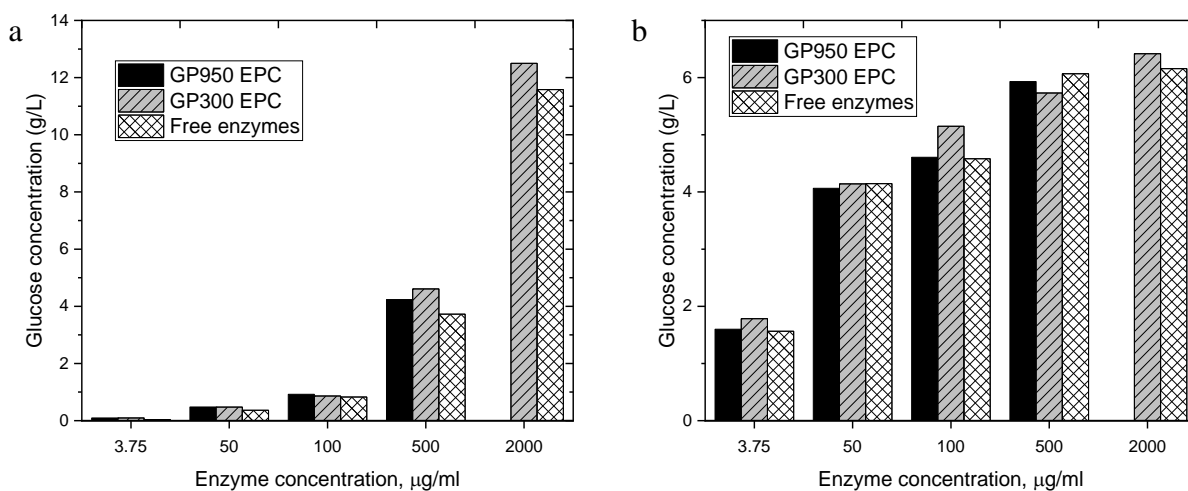 a
14
12
10
8
6
4
2
0
Glucose concentration (g/L)
GP950 EPC
GP300 EPC
Free enzymes
3.75 50 100 500 2000
Enzyme concentration, μg/ml
b
6
4
2
0
Glucose concentration (g/L)
GP950 EPC
GP300 EPC
Free enzymes
3.75 50 100 500 2000
Enzyme concentration, μg/ml